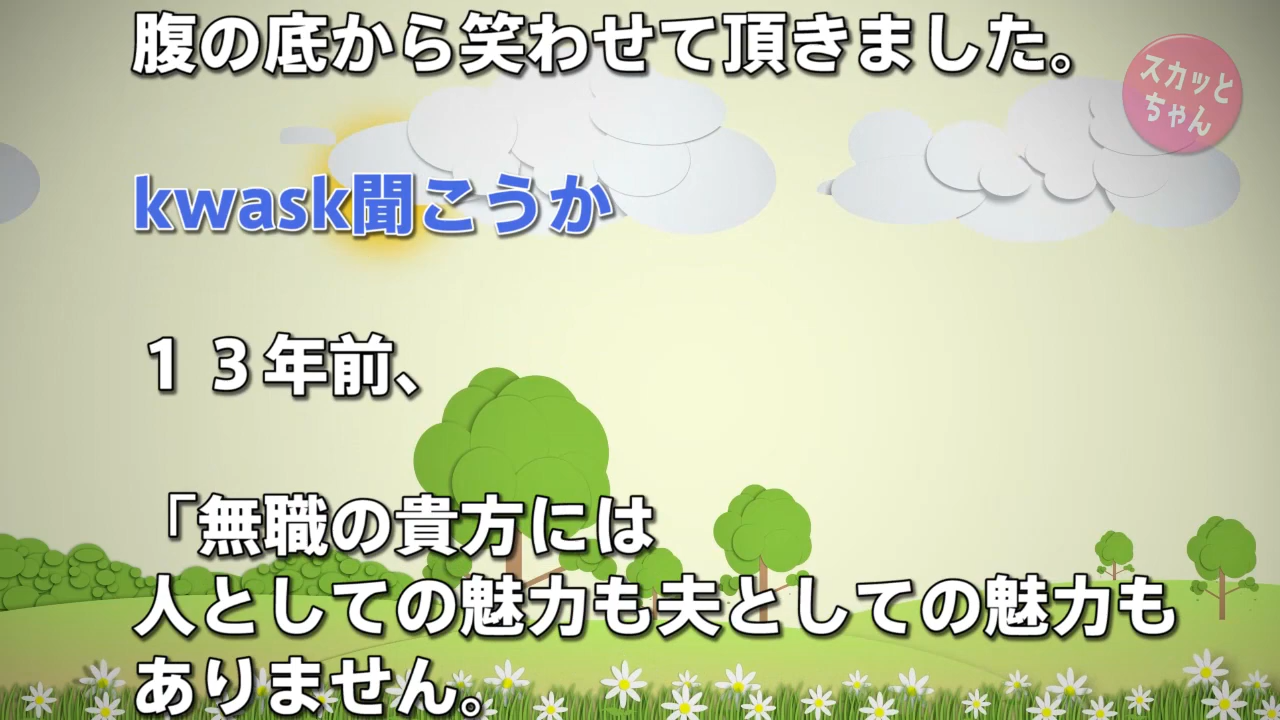 腹の底から笑わせて頂きました。
スカッと
ちゃん
kwask聞こうか
１３年前、
「無職の貴方には
人としての魅力も夫としての魅力も
ありません。